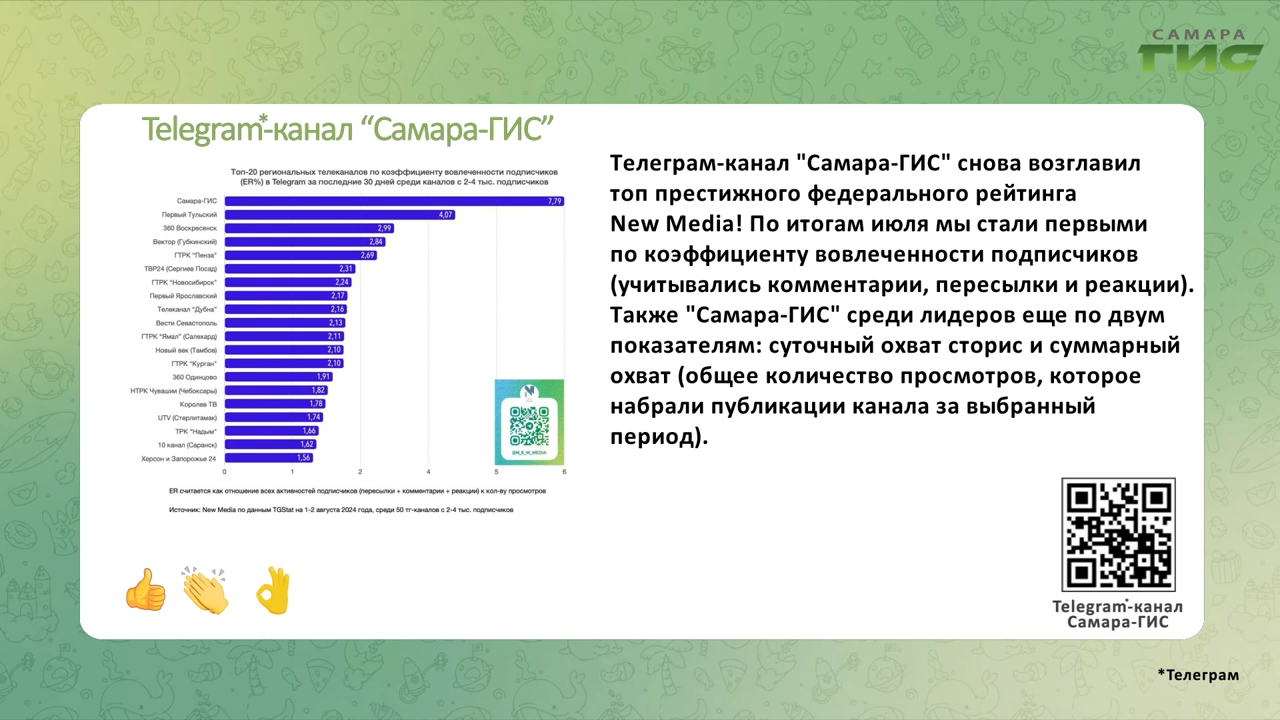 САМАРА
ГИС
Telegram*-канал “Самара-ГИС”
Топ-20 региональных телеканалов по коэффициенту вовлеченности подписчиков
(ER%) в Telegram за последние 30 дней среди каналов с 2-4 тыс. подписчиков
Самара-ГИС 7,79
Первый Тульский 4,07
360 Воскресенск 2,99
Вектор (Губкинский) 2,84
ГТРК "Пенза" 2,69
ТВР24 (Сергиев Посад) 2,31
ГТРК "Новосибирск" 2,24
Первый Ярославский 2,17
Телеканал "Дубна" 2,16
Вести Севастополь 2,13
ГТРК "Ямал" (Салехард) 2,11
Новый век (Тамбов) 2,10
ГТРК "Курган" 2,10
360 Одинцово 1,91
НТРК Чувашии (Чебоксары) 1,82
Королев ТВ 1,78
UTV (Стерлитамак) 1,74
ТРК "Надым" 1,66
10 канал (Саранск) 1,62
Херсон и Запорожье 24 1,56
0 1 2 4 5 6
@N_E_W_MEDIA
ER считается как отношение всех активностей подписчиков (пересылки + комментарии + реакции) к кол-ву просмотров
Источник: New Media по данным TGStat на 1-2 августа 2024 года, среди 50 тг-каналов с 2-4 тыс. подписчиков
Телеграм-канал "Самара-ГИС" снова возглавил
топ престижного федерального рейтинга
New Media! По итогам июля мы стали первыми
по коэффициенту вовлеченности подписчиков
(учитывались комментарии, пересылки и реакции).
Также "Самара-ГИС" среди лидеров еще по двум
показателям: суточный охват сторис и суммарный
охват (общее количество просмотров, которое
набрали публикации канала за выбранный
период).
Telegram*-канал
Самара-ГИС
*Телеграм